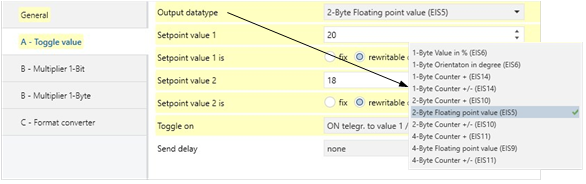 General
A - Toggle value
B - Multiplier 1-Bit
B - Multiplier 1-Byte
C - Format converter
Output datatype 2-Byte Floating point value (EIS5)
Setpoint value 1 20
Setpoint value 1 is fix rewritable
Setpoint value 2 18
Setpoint value 2 is fix rewritable
Toggle on ON telegr. to value 1 /
Send delay none
1-Byte Value in % (EIS6)
1-Byte Orientaton in degree (EIS6)
1-Byte Counter + (EIS14)
1-Byte Counter +/- (EIS14)
2-Byte Counter + (EIS10)
2-Byte Floating point value (EIS5)
2-Byte Counter +/- (EIS10)
4-Byte Counter + (EIS11)
4-Byte Floating point value (EIS9)
4-Byte Counter +/- (EIS11)